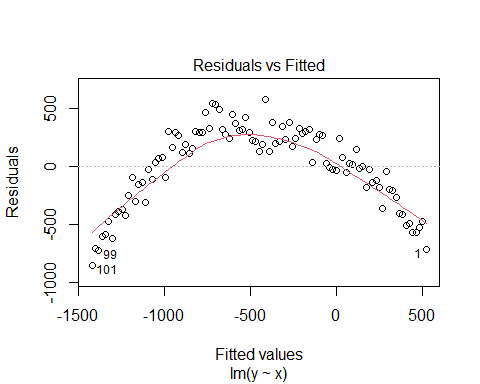 Residuals vs Fitted
Residuals
500
0
-500
-1000
99
101
1
-1500 -1000 -500 0 500
Fitted values
lm(y ~ x)